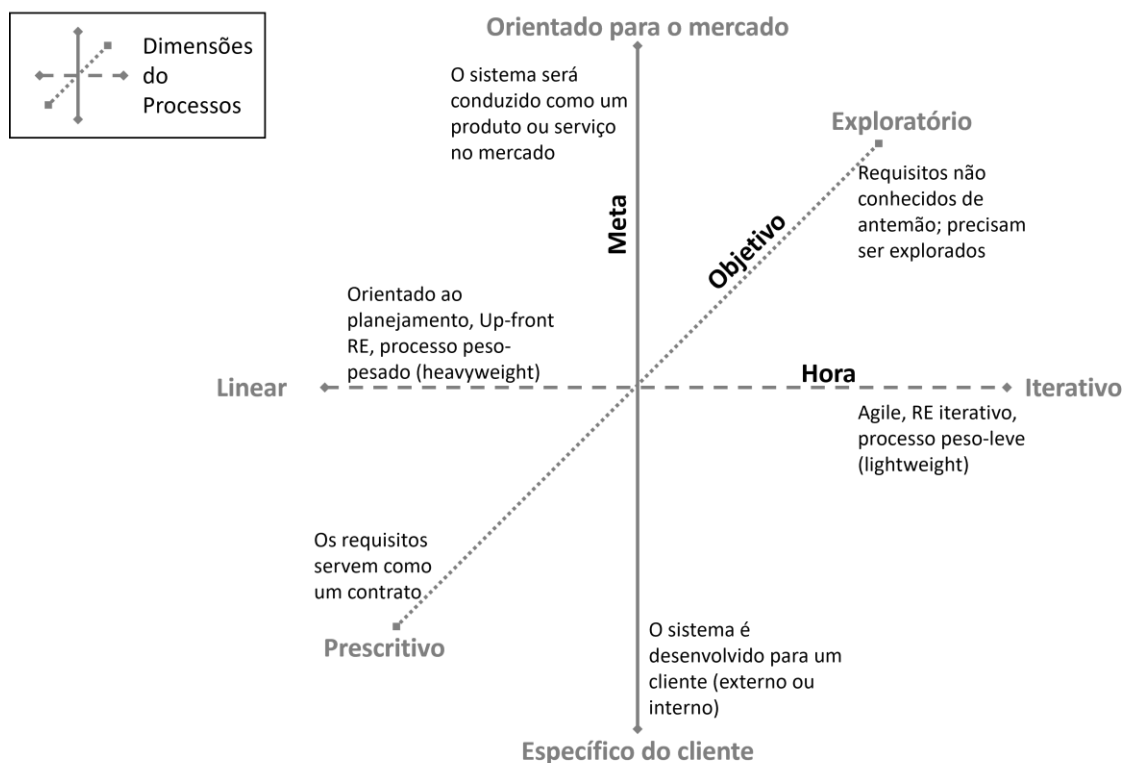 Dimensões
do
Processos
Orientado para o mercado
O sistema será
conduzido como um
produto ou serviço
no mercado
Exploratório
Requisitos não
conhecidos de
antemão; precisam
ser explorados
Meta
Objetivo
Orientado ao
planejamento, Up-front
RE, processo peso-
pesado (heavyweight)
Linear
Hora
Iterativo
Agile, RE iterativo,
processo peso-leve
(lightweight)
Os requisitos
servem como
um contrato
Prescritivo
O sistema é
desenvolvido para um
cliente (externo ou
interno)
Específico do cliente